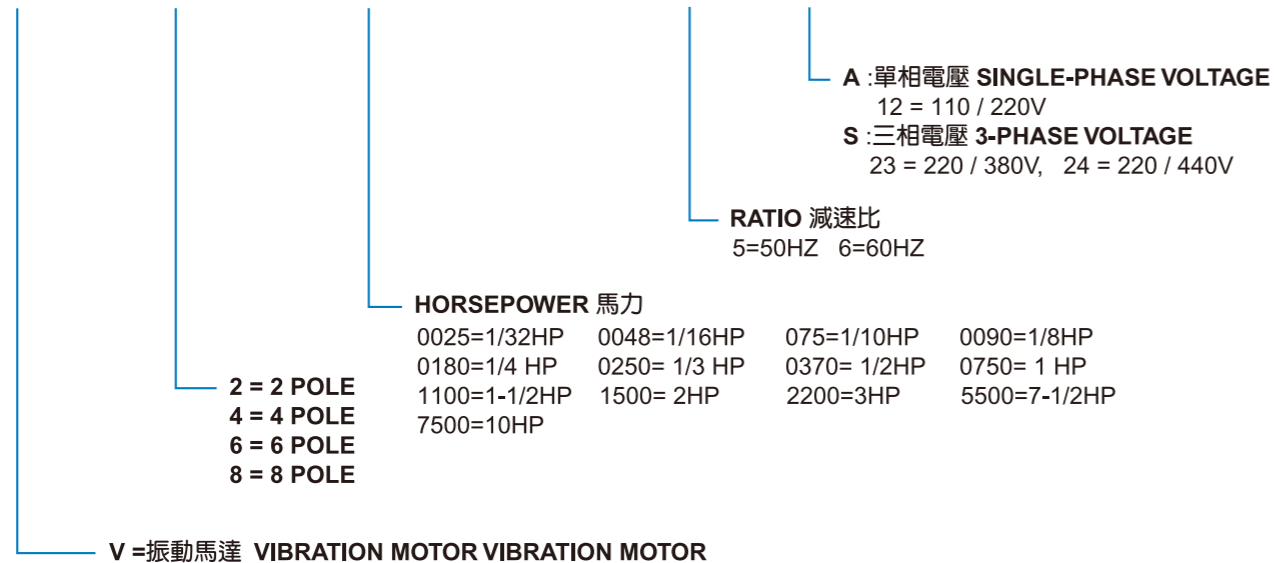 A :單相電壓 SINGLE-PHASE VOLTAGE
12 = 110 / 220V
S :三相電壓 3-PHASE VOLTAGE
23 = 220 / 380V, 24 = 220 / 440V
RATIO 減速比
5=50HZ 6=60HZ
HORSEPOWER 馬力
0025=1/32HP 0048=1/16HP 075=1/10HP 0090=1/8HP
0180=1/4 HP 0250= 1/3 HP 0370= 1/2HP 0750= 1 HP
1100=1-1/2HP 1500= 2HP 2200=3HP 5500=7-1/2HP
7500=10HP
2 = 2 POLE
4 = 4 POLE
6 = 6 POLE
8 = 8 POLE
V =振動馬達 VIBRATION MOTOR VIBRATION MOTOR